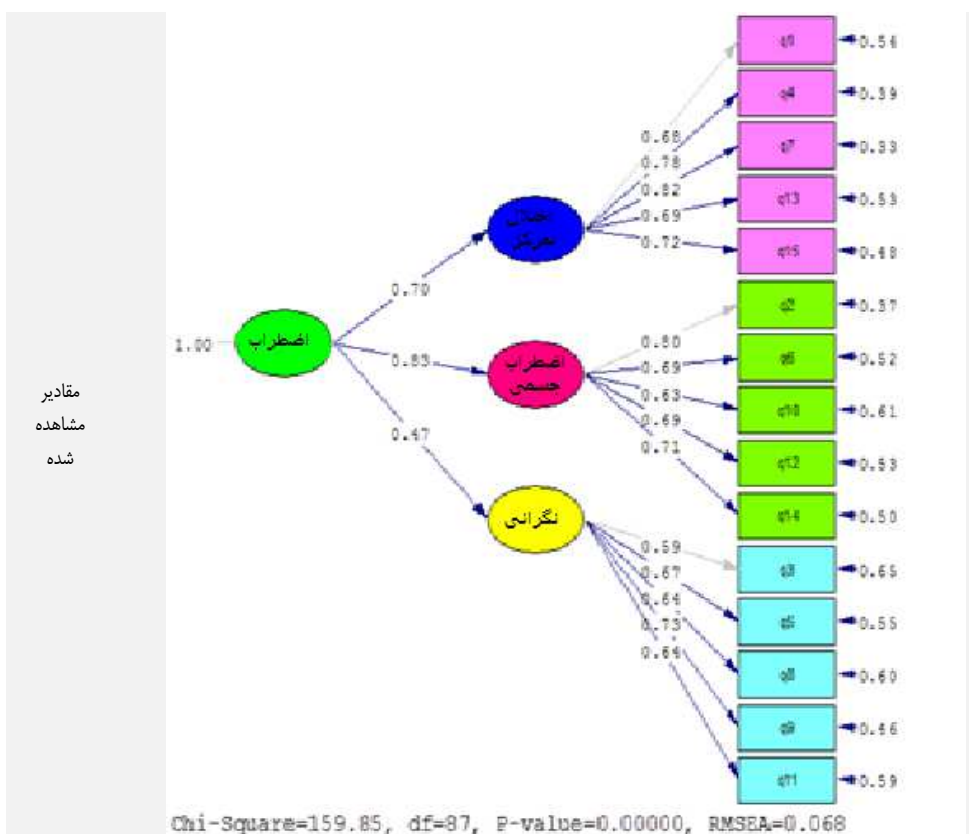 مقادیر
مشاهده
شده
1.00
اضطراب
0.70
0.83
0.47
اختلال
تمرکز
اضطراب
جسمی
نگرانی
0.68
0.78
0.82
0.69
0.72
0.80
0.69
0.63
0.69
0.71
0.59
0.67
0.64
0.73
0.64
q1 0.54
q4 0.39
q7 0.33
q13 0.53
q15 0.48
q2 0.37
q6 0.52
q10 0.61
q12 0.53
q14 0.50
q3 0.65
q5 0.55
q8 0.60
q9 0.46
q11 0.59
Chi-Square=159.85, df=87, P-value=0.00000, RMSEA=0.068